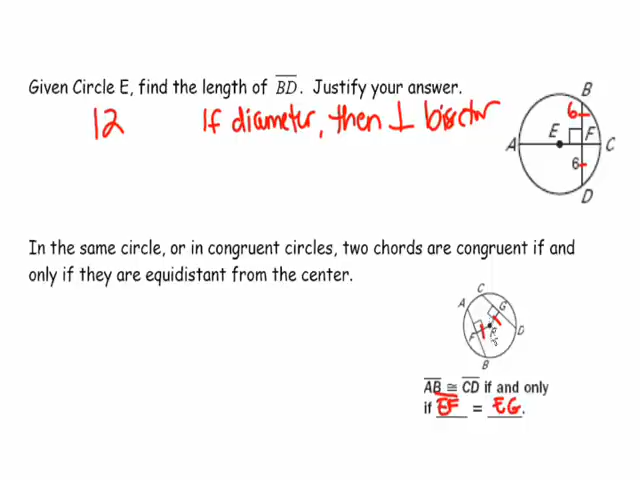 Given Circle E, find the length of BD. Justify your answer.
12 If diameter, then ⊥ bisector
B
6
A E F C
6
D
In the same circle, or in congruent circles, two chords are congruent if and
only if they are equidistant from the center.
C
A G
F D
B
AB ≅ CD if and only
if EF = EG.